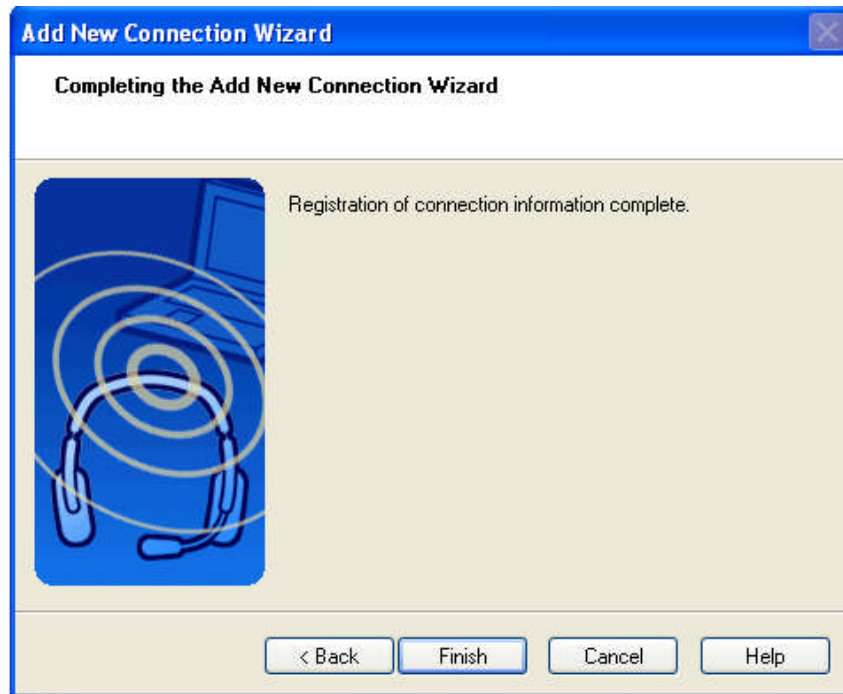 Add New Connection Wizard
Completing the Add New Connection Wizard
Registration of connection information complete.
< Back
Finish
Cancel
Help